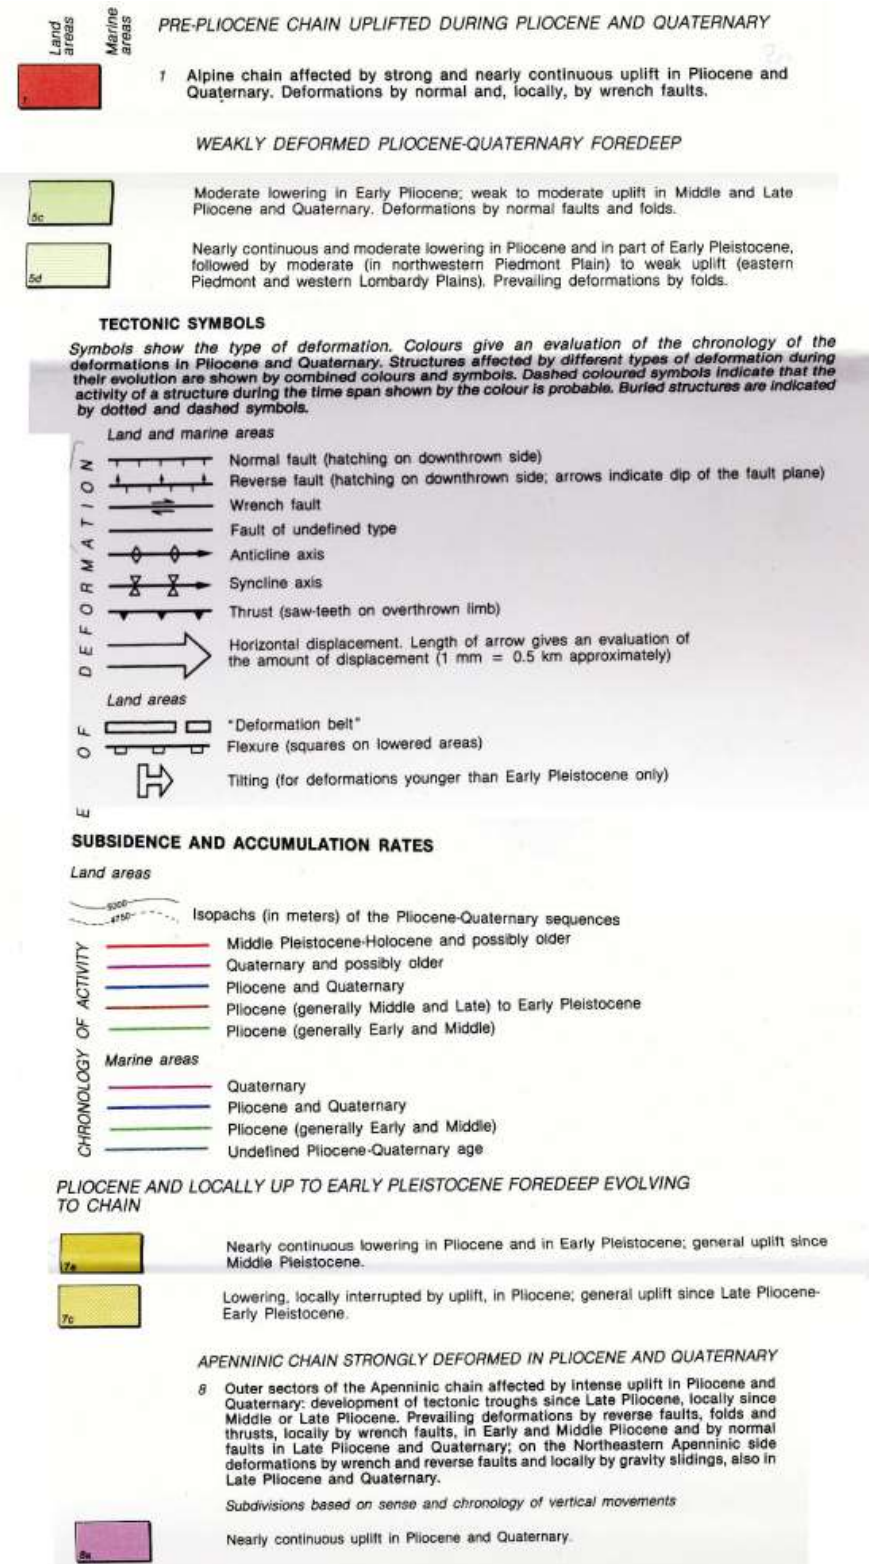 Land areas
Marine areas
PRE-PLIOCENE CHAIN UPLIFTED DURING PLIOCENE AND QUATERNARY
1
1 Alpine chain affected by strong and nearly continuous uplift in Pliocene and
Quaternary. Deformations by normal and, locally, by wrench faults.
WEAKLY DEFORMED PLIOCENE-QUATERNARY FOREDEEP
5c
Moderate lowering in Early Pliocene; weak to moderate uplift in Middle and Late
Pliocene and Quaternary. Deformations by normal faults and folds.
5d
Nearly continuous and moderate lowering in Pliocene and in part of Early Pleistocene,
followed by moderate (in northwestern Piedmont Plain) to weak uplift (eastern
Piedmont and western Lombardy Plains). Prevailing deformations by folds.
TECTONIC SYMBOLS
Symbols show the type of deformation. Colours give an evaluation of the chronology of the
deformations in Pliocene and Quaternary. Structures affected by different types of deformation during
their evolution are shown by combined colours and symbols. Dashed coloured symbols indicate that the
activity of a structure during the time span shown by the colour is probable. Buried structures are indicated
by dotted and dashed symbols.
E OF DEFORMATION
Land and marine areas
Normal fault (hatching on downthrown side)
Reverse fault (hatching on downthrown side; arrows indicate dip of the fault plane)
Wrench fault
Fault of undefined type
Anticline axis
Syncline axis
Thrust (saw-teeth on overthrown limb)
Horizontal displacement. Length of arrow gives an evaluation of
the amount of displacement (1 mm = 0.5 km approximately)
Land areas
"Deformation belt"
Flexure (squares on lowered areas)
Tilting (for deformations younger than Early Pleistocene only)
SUBSIDENCE AND ACCUMULATION RATES
Land areas
5000
4750
Isopachs (in meters) of the Pliocene-Quaternary sequences
CHRONOLOGY OF ACTIVITY
Middle Pleistocene-Holocene and possibly older
Quaternary and possibly older
Pliocene and Quaternary
Pliocene (generally Middle and Late) to Early Pleistocene
Pliocene (generally Early and Middle)
Marine areas
Quaternary
Pliocene and Quaternary
Pliocene (generally Early and Middle)
Undefined Pliocene-Quaternary age
PLIOCENE AND LOCALLY UP TO EARLY PLEISTOCENE FOREDEEP EVOLVING
TO CHAIN
Nearly continuous lowering in Pliocene and in Early Pleistocene; general uplift since
Middle Pleistocene.
7c
Lowering, locally interrupted by uplift, in Pliocene; general uplift since Late Pliocene-
Early Pleistocene.
APENNINIC CHAIN STRONGLY DEFORMED IN PLIOCENE AND QUATERNARY
8 Outer sectors of the Apenninic chain affected by intense uplift in Pliocene and
Quaternary: development of tectonic troughs since Late Pliocene, locally since
Middle or Late Pliocene. Prevailing deformations by reverse faults, folds and
thrusts, locally by wrench faults, in Early and Middle Pliocene and by normal
faults in Late Pliocene and Quaternary; on the Northeastern Apenninic side
deformations by wrench and reverse faults and locally by gravity slidings, also in
Late Pliocene and Quaternary.
Subdivisions based on sense and chronology of vertical movements
Nearly continuous uplift in Pliocene and Quaternary.